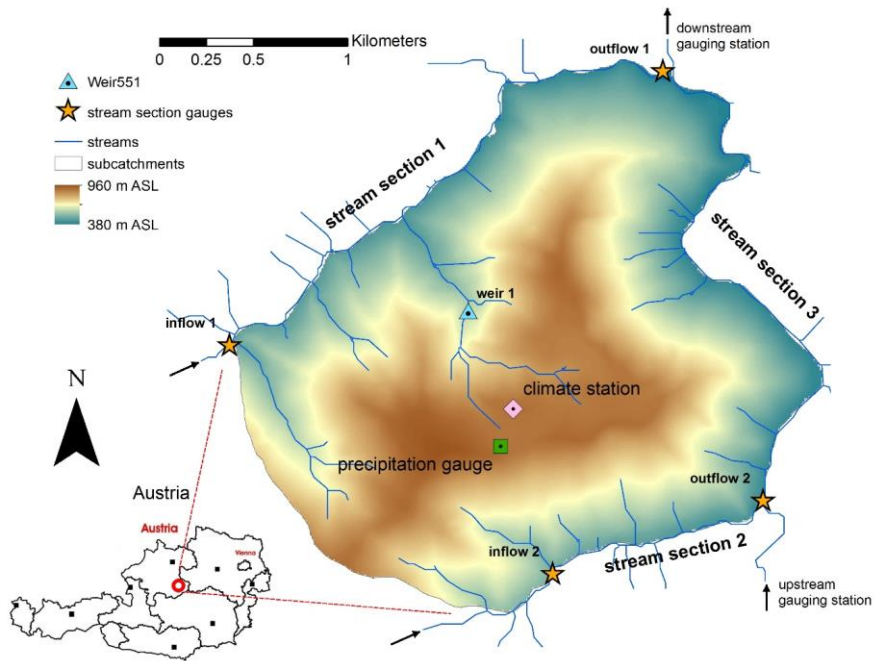 Kilometers
0 0.25 0.5 1
Weir551
stream section gauges
streams
subcatchments
960 m ASL
380 m ASL
outflow 1
downstream
gauging station
stream section 1
stream section 3
weir 1
inflow 1
N
climate station
precipitation gauge
outflow 2
inflow 2
stream section 2
upstream
gauging station
Austria
Austria
Vienna